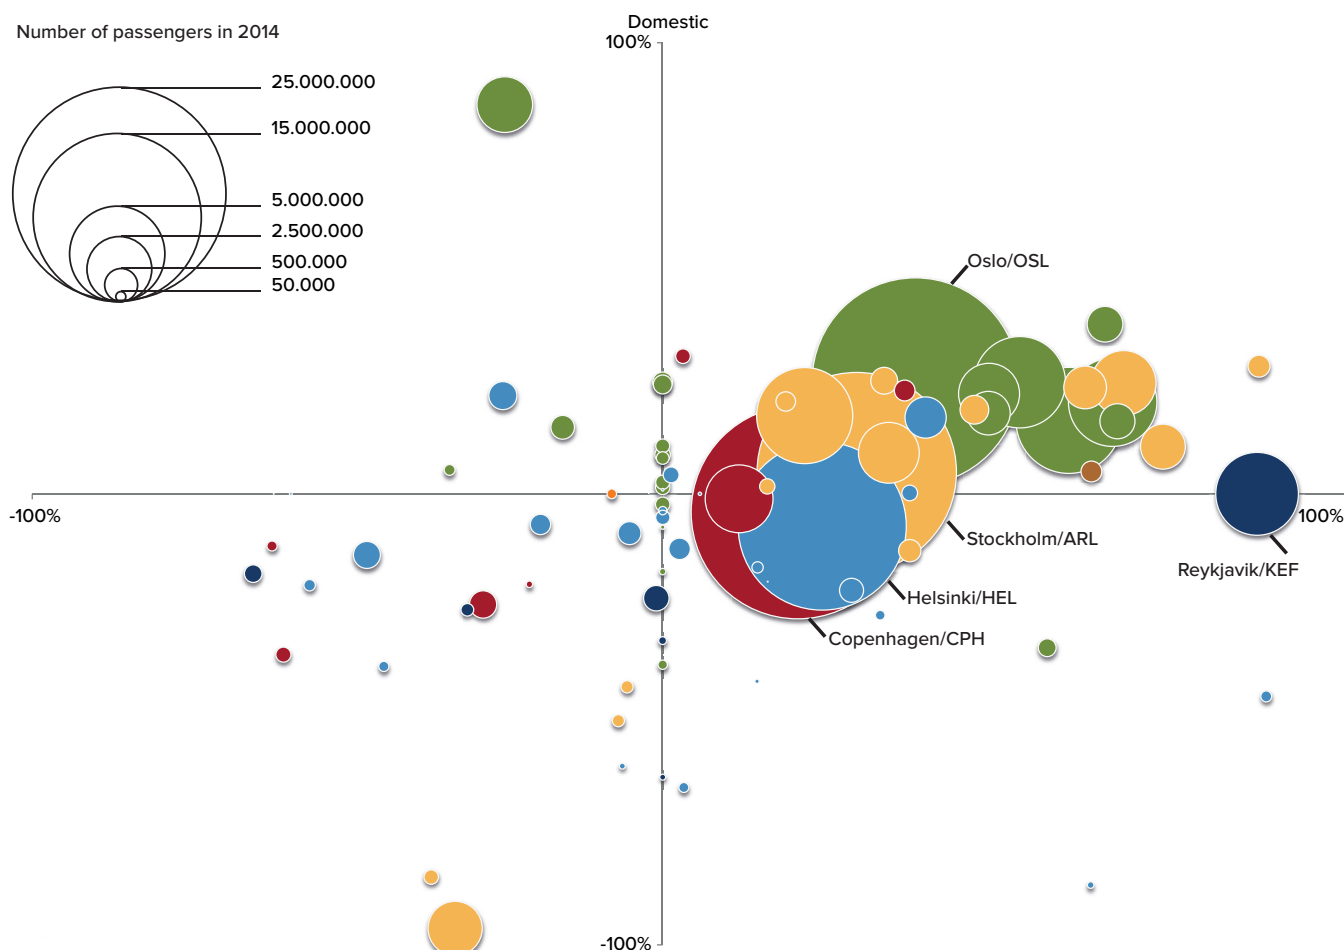 Domestic
Number of passengers in 2014
100%
25.000.000
15.000.000
5.000.000
2.500.000
500.000
50.000
Oslo/OSL
-100%
100%
Stockholm/ARL
Reykjavik/KEF
Helsinki/HEL
Copenhagen/CPH
-100%